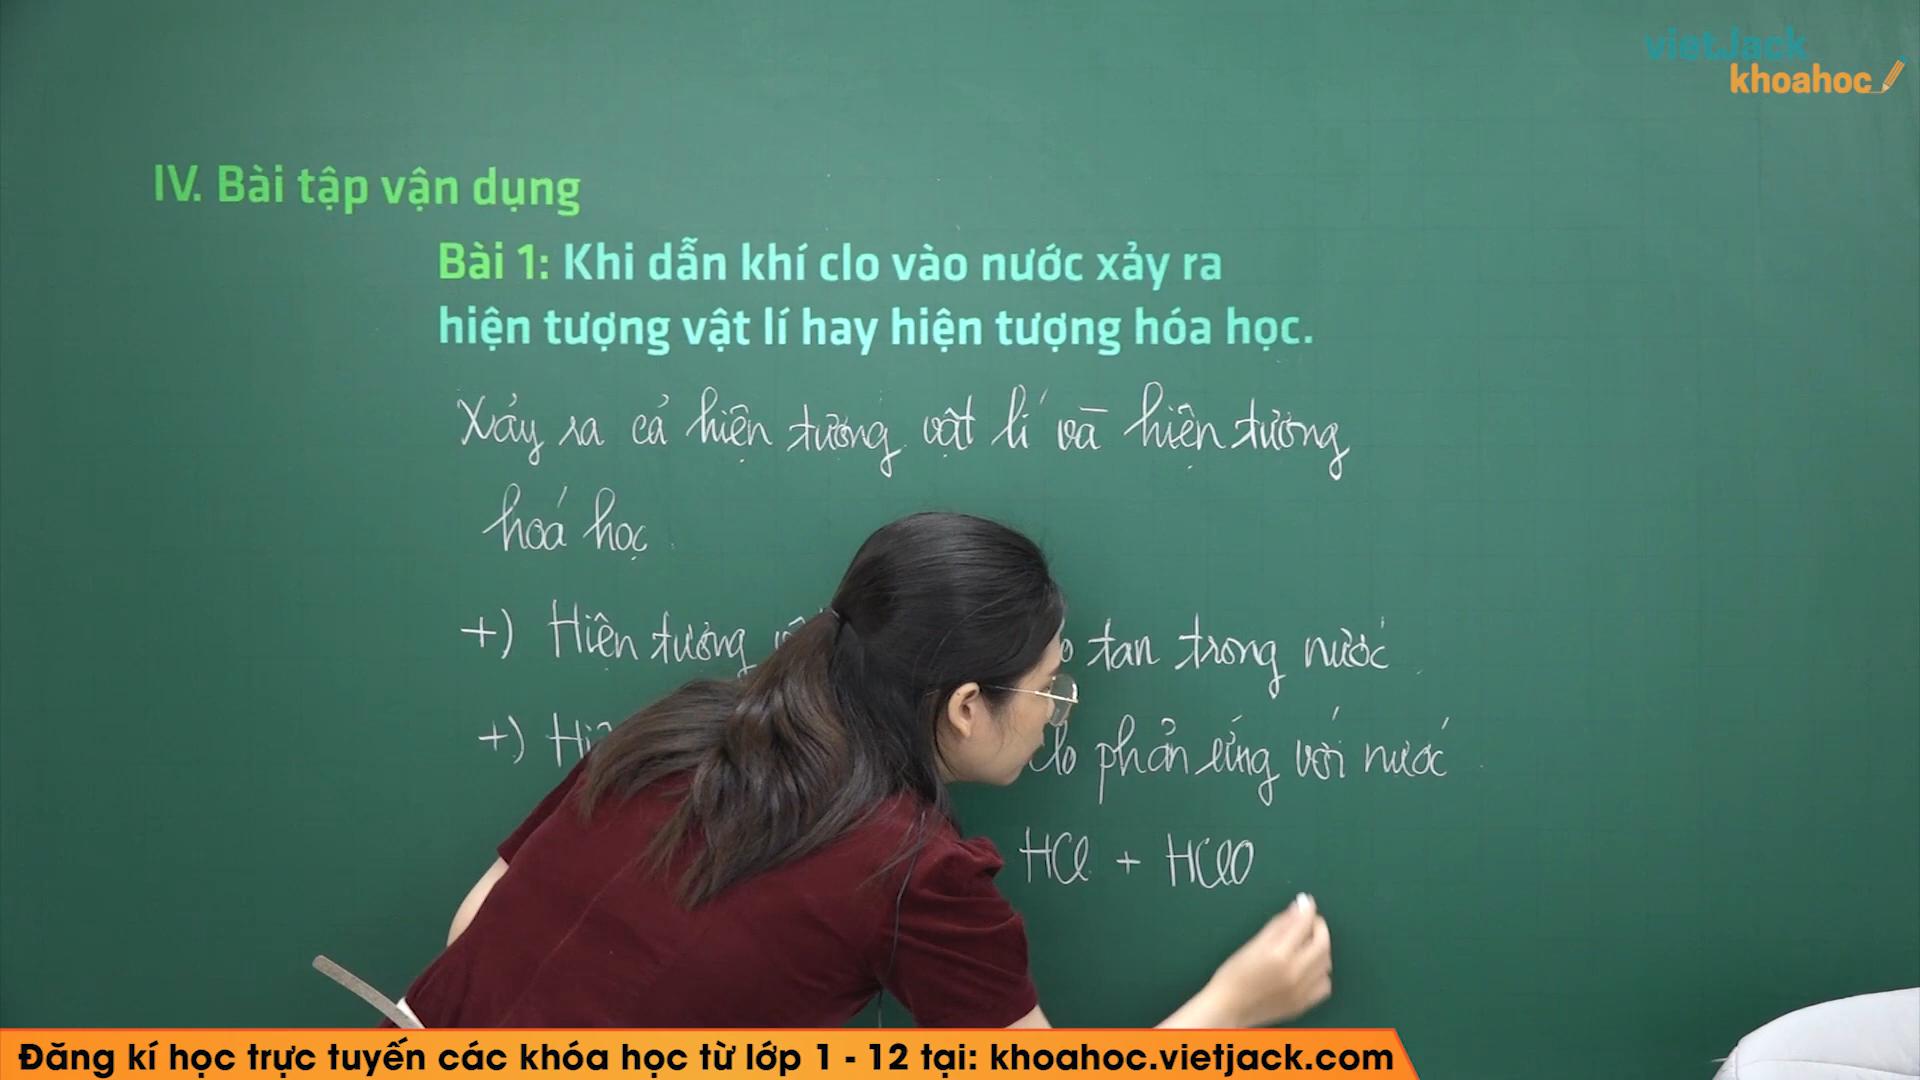 vietJack
khoahoc
IV. Bài tập vận dụng
Bài 1: Khi dẫn khí clo vào nước xảy ra
hiện tượng vật lí hay hiện tượng hóa học.
Xảy ra cả hiện tượng vật lí và hiện tượng
hoá học
+) Hiện tượng tan trong nước
+) clo phản ứng với nước
HCl + HClO
Đăng kí học trực tuyến các khóa học từ lớp 1 - 12 tại: khoahoc.vietjack.com